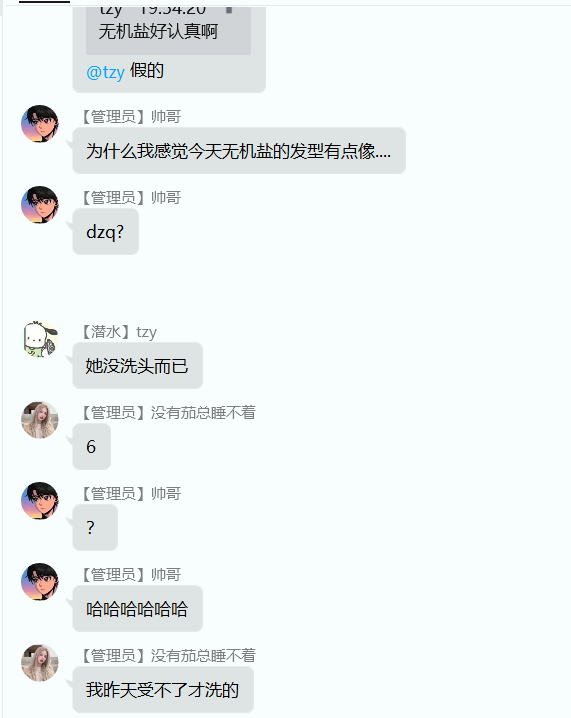 tzy 19:54:20
无机盐好认真啊
@tzy 假的
【管理员】帅哥
为什么我感觉今天无机盐的发型有点像....
【管理员】帅哥
dzq?
【潜水】tzy
她没洗头而已
【管理员】没有茄总睡不着
6
【管理员】帅哥
?
【管理员】帅哥
哈哈哈哈哈哈
【管理员】没有茄总睡不着
我昨天受不了才洗的